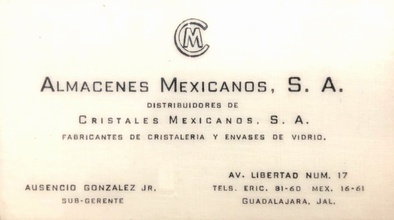 CM
ALMACENES MEXICANOS, S. A.
DISTRIBUIDORES DE
CRISTALES MEXICANOS, S. A.
FABRICANTES DE CRISTALERIA Y ENVASES DE VIDRIO.
AUSENCIO GONZALEZ JR.
SUB-GERENTE
AV. LIBERTAD NUM. 17
TELS. ERIC. 81-60 MEX. 16-61
GUADALAJARA, JAL.